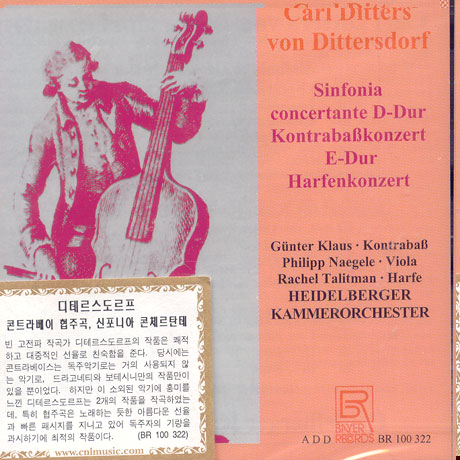 Carl Ditters
von Dittersdorf
Sinfonia
concertante D-Dur
Kontrabaßkonzert
E-Dur
Harfenkonzert
Günter Klaus · Kontrabaß
Philipp Naegele · Viola
Rachel Talitman · Harfe
HEIDELBERGER
KAMMERORCHESTER
BAYER
RECORDS
A D D BR 100 322
디테르스도르프
콘트라베이 협주곡, 신포니아 콘체르탄테
빈 고전파 작곡가 디테르스도르프의 작품은 쾌적
하고 대중적인 선율로 친숙함을 준다. 당시에는
콘트라베이스는 독주악기로는 거의 사용되지 않
는 악기로, 드라고네티와 보테시니만의 작품만이
있을 뿐이었다. 하지만 이 소외된 악기에 흥미를
느낀 디테르스도르프는 2개의 작품을 작곡하였는
데, 특히 협주곡은 노래하는 듯한 아름다운 선율
과 빠른 패시지를 지니고 있어 독주자의 기량을
과시하기에 최적의 작품이다. (BR 100 322)
www.cnlmusic.com